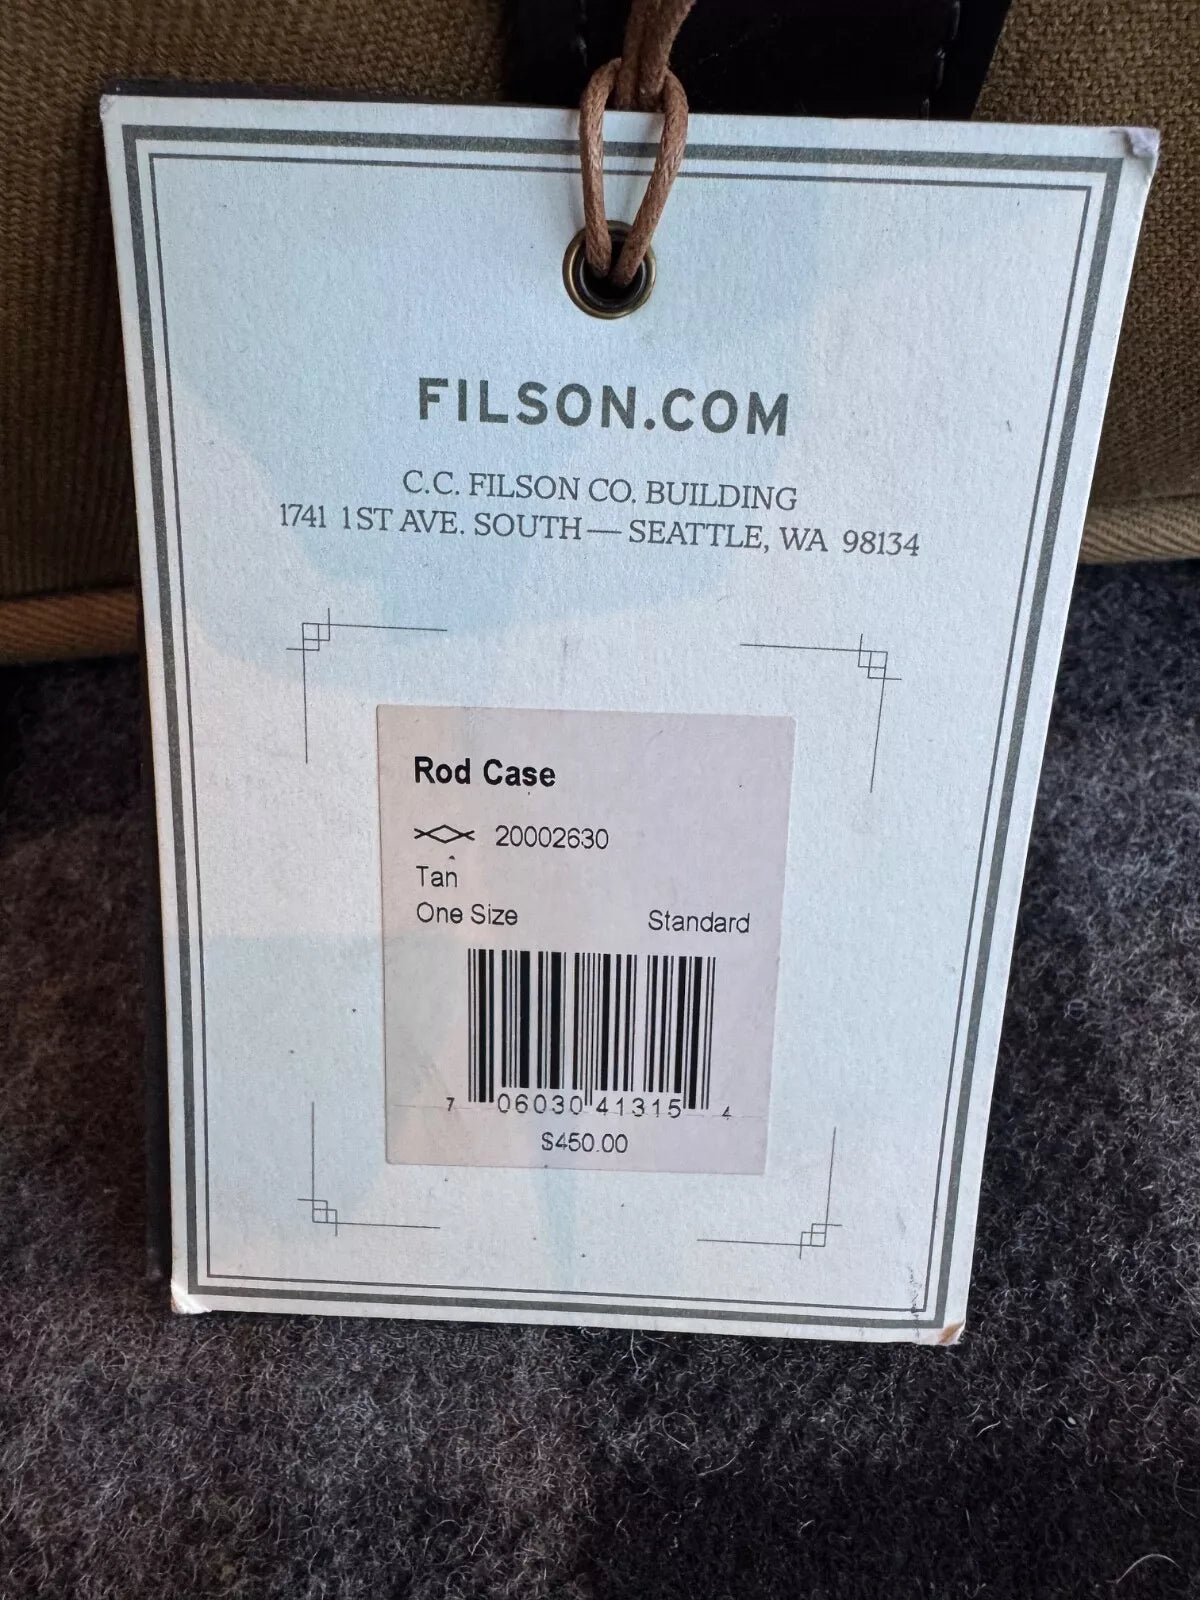 FILSON.COM
C.C. FILSON CO. BUILDING
1741 1ST AVE. SOUTH — SEATTLE, WA 98134
Rod Case
20002630
Tan
One Size Standard
7 06030 41315 4
$450.00